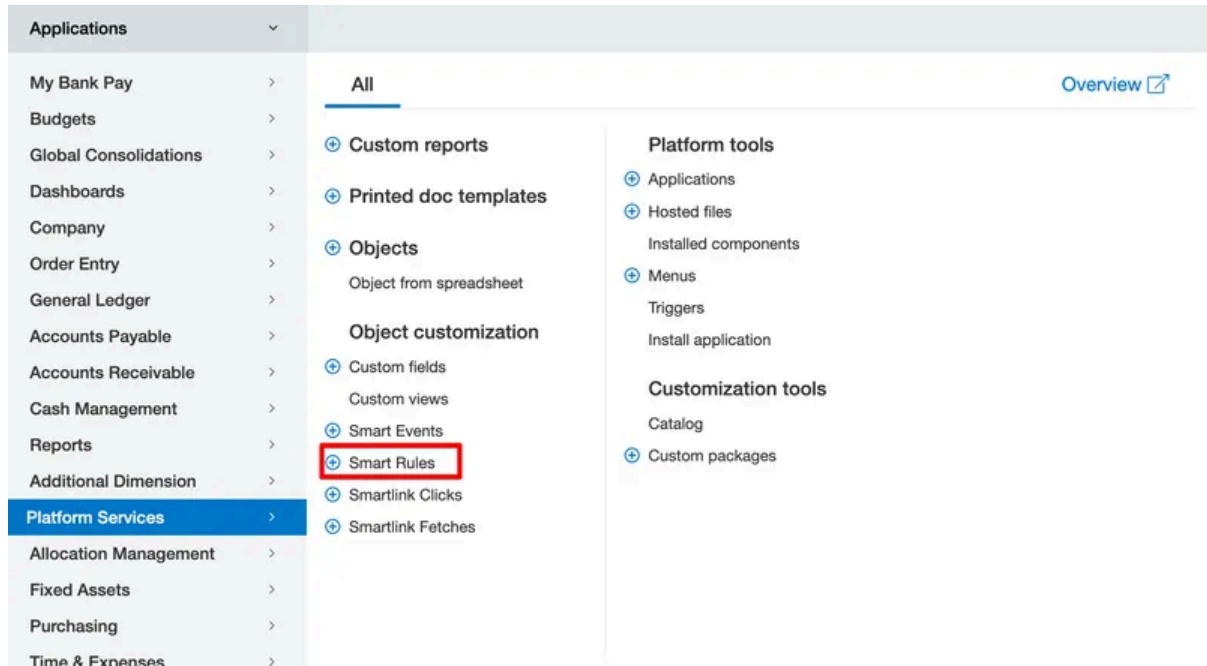 Applications
My Bank Pay
Budgets
Global Consolidations
Dashboards
Company
Order Entry
General Ledger
Accounts Payable
Accounts Receivable
Cash Management
Reports
Additional Dimension
Platform Services
Allocation Management
Fixed Assets
Purchasing
Time & Expenses
All
Overview
Custom reports
Printed doc templates
Objects
Object from spreadsheet
Object customization
Custom fields
Custom views
Smart Events
Smart Rules
Smartlink Clicks
Smartlink Fetches
Platform tools
Applications
Hosted files
Installed components
Menus
Triggers
Install application
Customization tools
Catalog
Custom packages